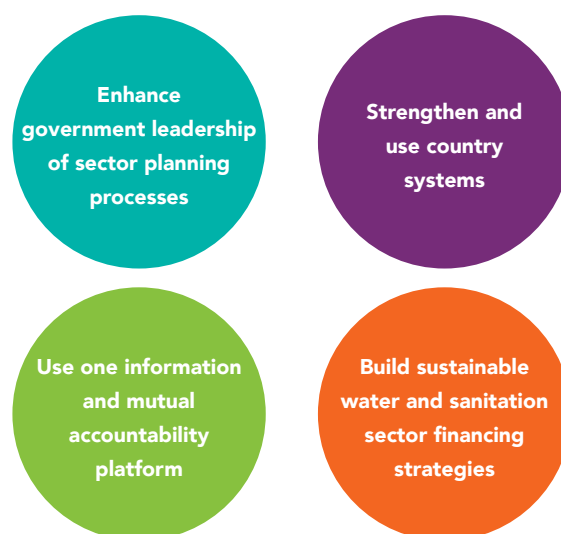 Enhance
government leadership
of sector planning
processes
Strengthen and
use country
systems
Use one information
and mutual
accountability
platform
Build sustainable
water and sanitation
sector financing
strategies